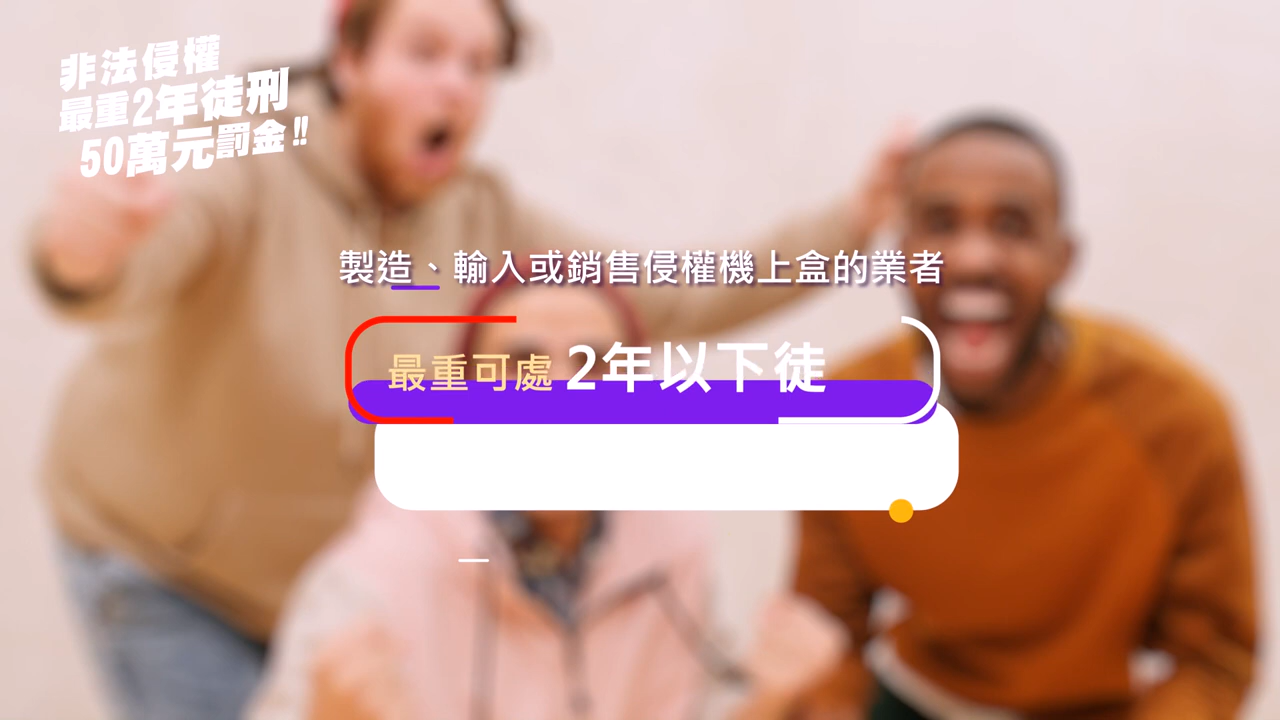 非法侵權
最重2年徒刑
50萬元罰金!!
製造、輸入或銷售侵權機上盒的業者
最重可處 2年以下徒